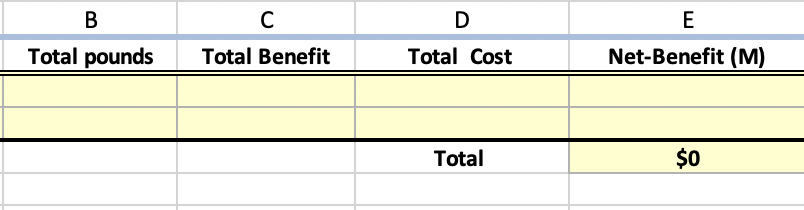 B C D E
Total pounds Total Benefit Total Cost Net-Benefit (M)
Total $0